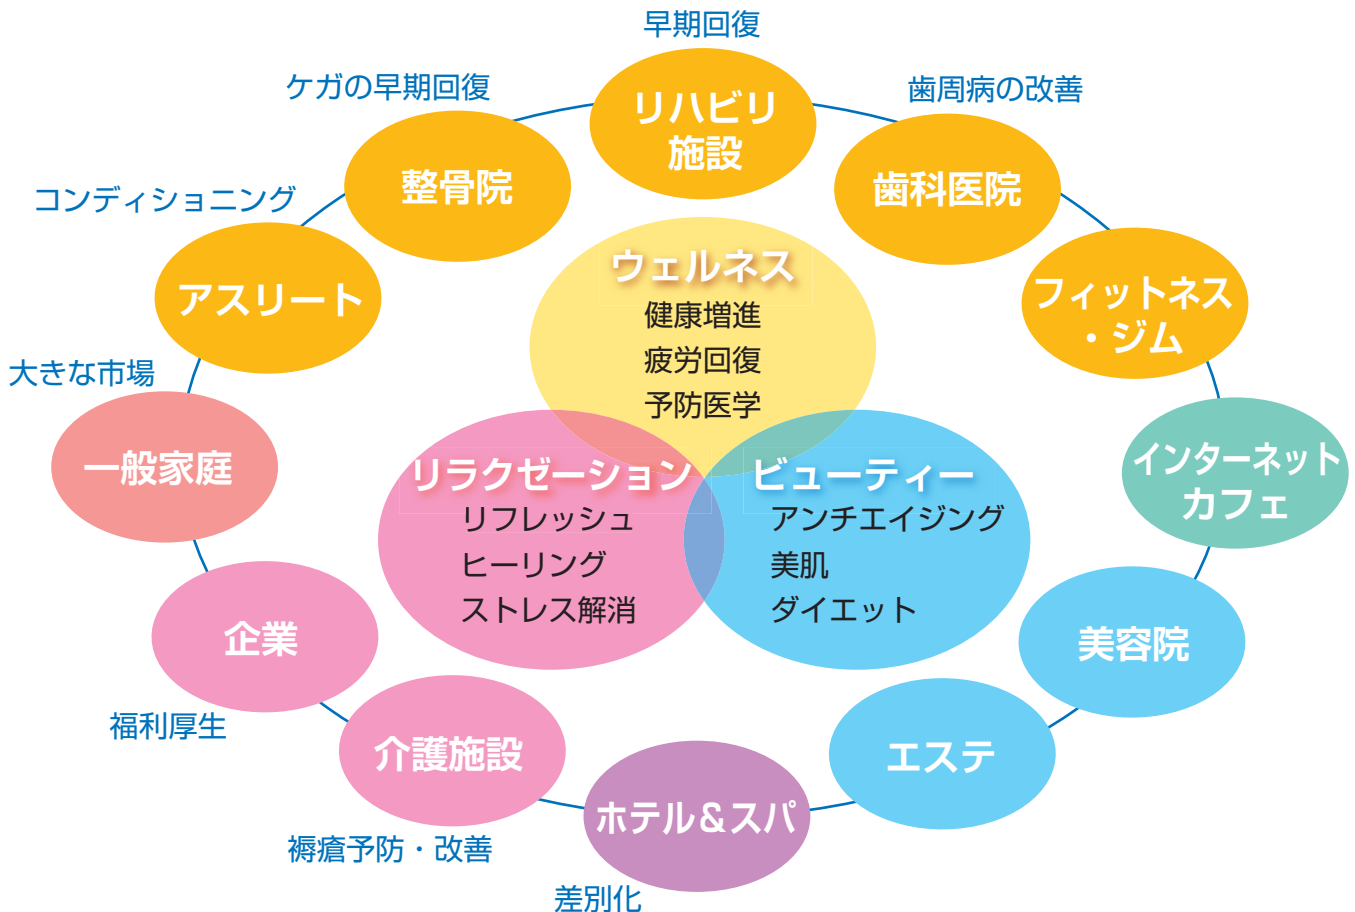 早期回復
リハビリ
施設
ケガの早期回復
整骨院
歯周病の改善
歯科医院
コンディショニング
アスリート
フィットネス
・ジム
大きな市場
一般家庭
インターネット
カフェ
ウェルネス
健康増進
疲労回復
予防医学
リラクゼーション
リフレッシュ
ヒーリング
ストレス解消
ビューティー
アンチエイジング
美肌
ダイエット
企業
福利厚生
美容院
介護施設
褥瘡予防・改善
エステ
ホテル＆スパ
差別化